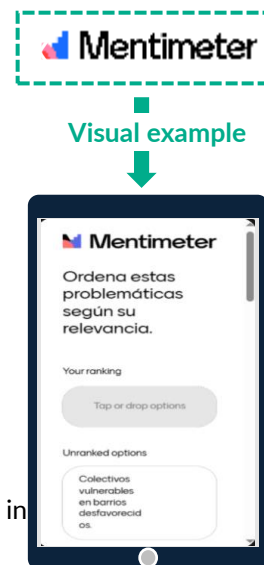 Mentimeter
Visual example
Mentimeter
Ordena estas
problemáticas
según su
relevancia.
Your ranking
Tap or drop options
Unranked options
Colectivos
vulnerables
en barrios
desfavorecid
os.
in